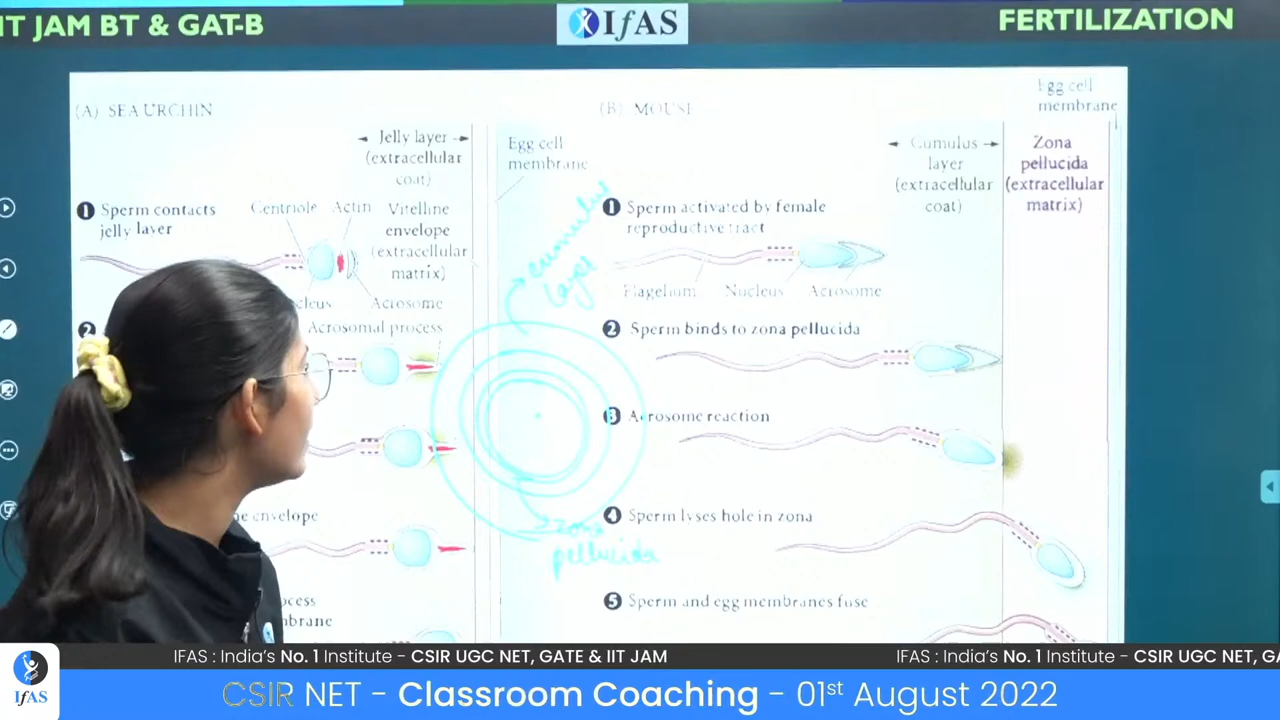 IIT JAM BT & GAT-B
IfAS
FERTILIZATION
(A) SEA URCHIN
Jelly layer
(extracellular
coat)
Egg cell
membrane
1 Sperm contacts
jelly layer
Centriole
Actin
Vitelline
envelope
(extracellular
matrix)
Acrosome
2
Acrosomal process
envelope
(B) MOUSE
Egg cell
membrane
Cumulus
layer
(extracellular
coat)
Zona
pellucida
(extracellular
matrix)
1 Sperm activated by female
reproductive tract
Flagellum
Nucleus
Acrosome
2 Sperm binds to zona pellucida
3 Acrosome reaction
4 Sperm lyses hole in zona
5 Sperm and egg membranes fuse
cumulus
layer
zona
pellucida
IFAS : India's No. 1 Institute - CSIR UGC NET, GATE & IIT JAM
IFAS : India's No. 1 Institute - CSIR UGC NET,
IfAS
CSIR NET - Classroom Coaching - 01st August 2022